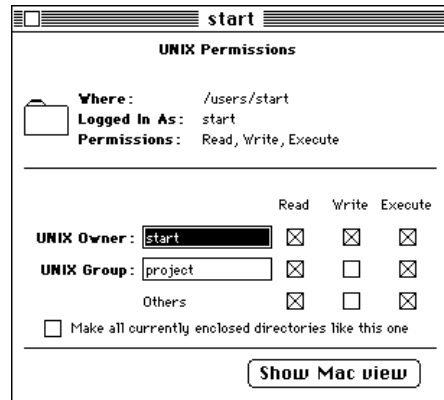 start
UNIX Permissions
Where: /users/start
Logged In As: start
Permissions: Read, Write, Execute
Read Write Execute
UNIX Owner: start
UNIX Group: project
Others
Make all currently enclosed directories like this one
Show Mac view